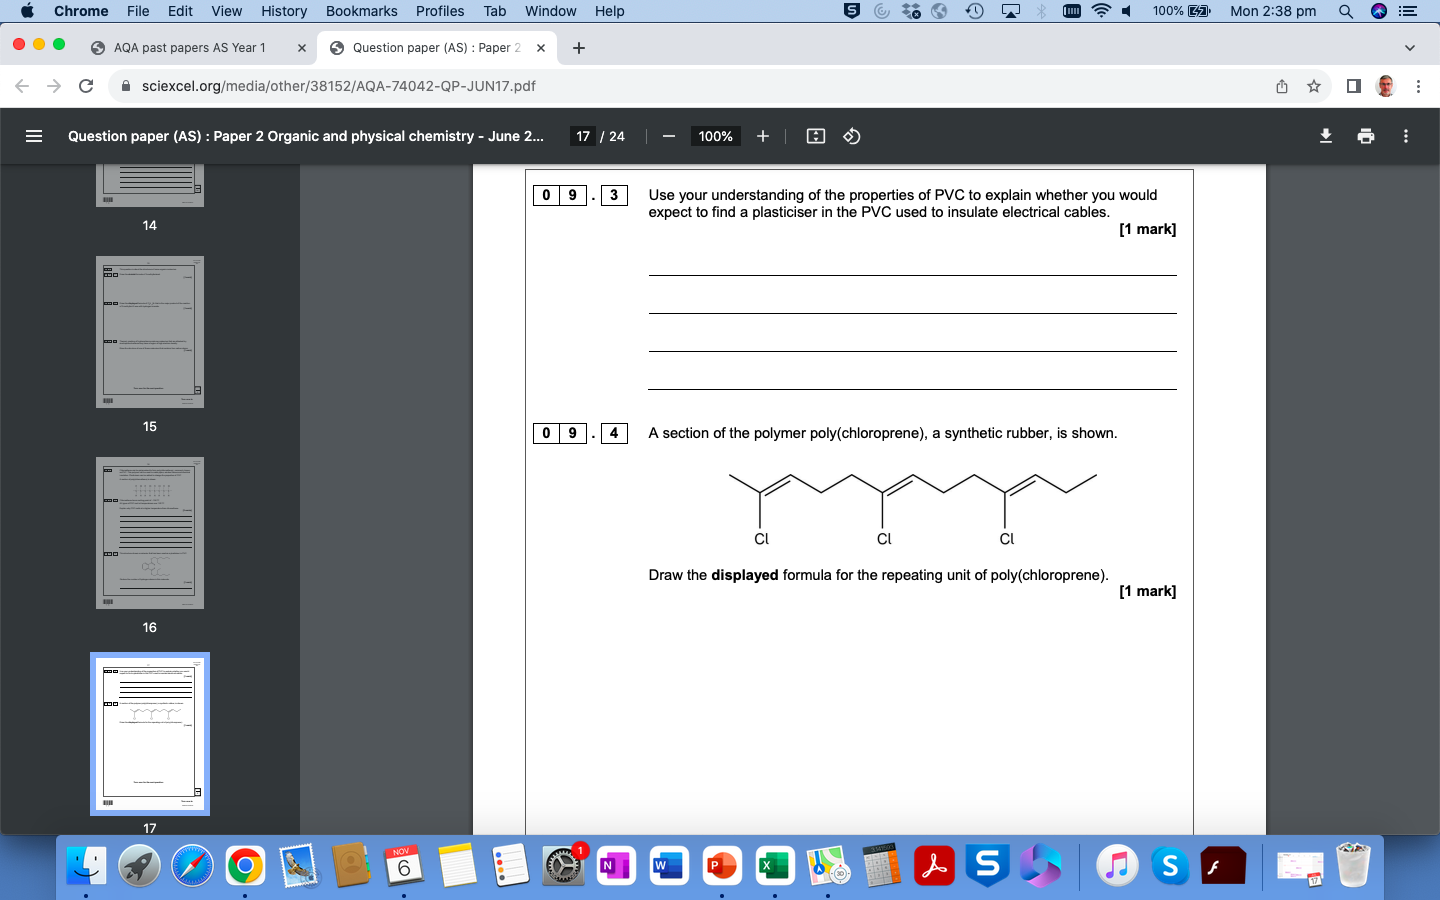 Chrome File Edit View History Bookmarks Profiles Tab Window Help 100% Mon 2:38 pm
AQA past papers AS Year 1
Question paper (AS) : Paper 2
sciexcel.org/media/other/38152/AQA-74042-QP-JUN17.pdf
Question paper (AS) : Paper 2 Organic and physical chemistry - June 2... 17 / 24 100%
14
15
16
17
0 9 . 3 Use your understanding of the properties of PVC to explain whether you would
expect to find a plasticiser in the PVC used to insulate electrical cables.
[1 mark]
0 9 . 4 A section of the polymer poly(chloroprene), a synthetic rubber, is shown.
Cl Cl Cl
Draw the displayed formula for the repeating unit of poly(chloroprene).
[1 mark]
NOV
6
1
N
W
P
X
3D
S
S
17